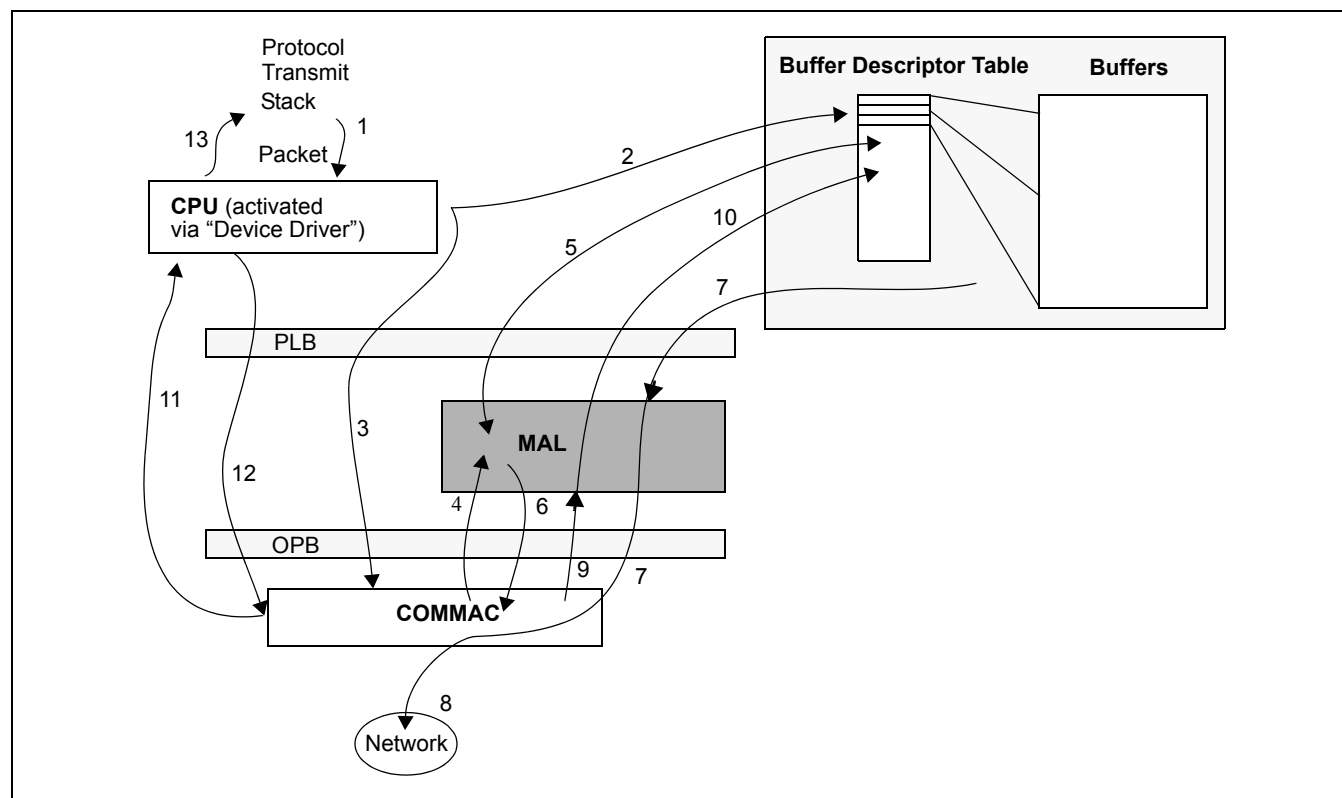 Protocol
Transmit
Stack
13
1
Packet
CPU (activated
via “Device Driver”)
Buffer Descriptor Table
Buffers
2
10
5
7
PLB
11
3
MAL
12
4
6
OPB
9
7
COMMAC
8
Network